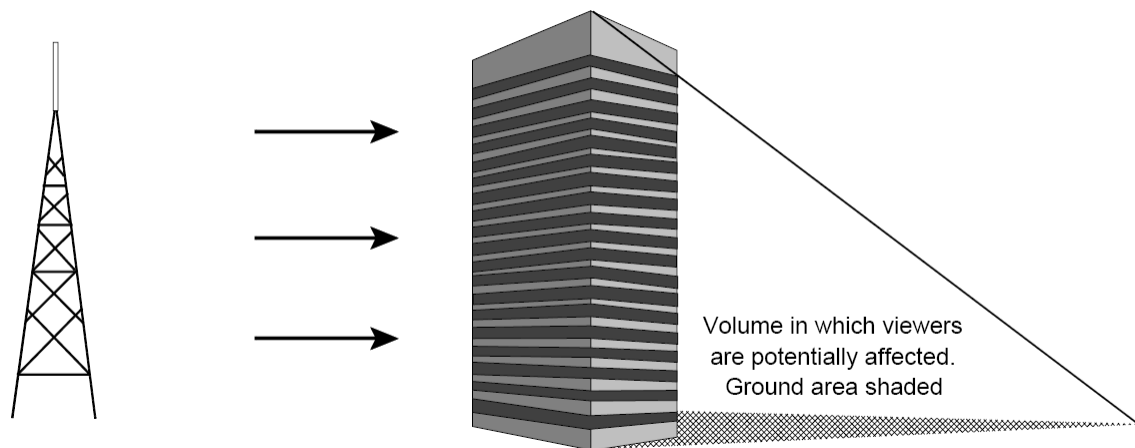 Volume in which viewers
are potentially affected.
Ground area shaded